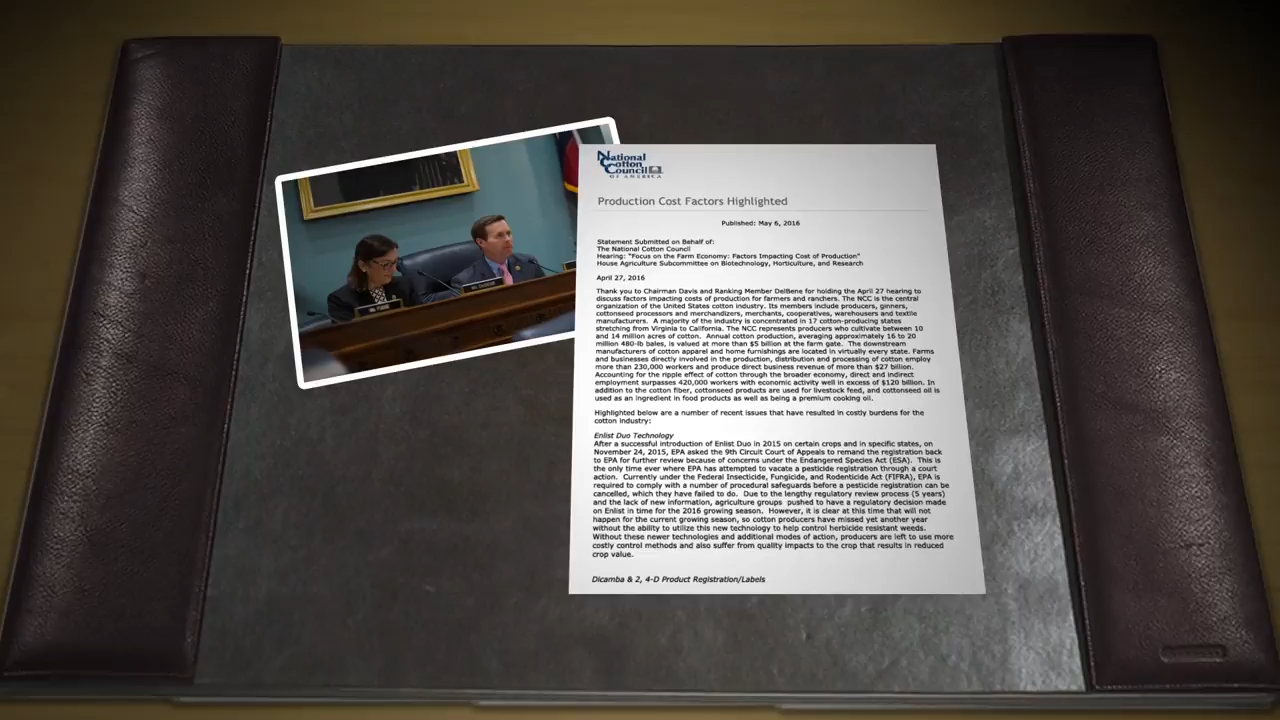 National
Cotton
Council
OF AMERICA
Production Cost Factors Highlighted
Published: May 6, 2016
Statement Submitted on Behalf of:
The National Cotton Council
Hearing: "Focus on the Farm Economy: Factors Impacting Cost of Production"
House Agriculture Subcommittee on Biotechnology, Horticulture, and Research
April 27, 2016
Thank you to Chairman Davis and Ranking Member DelBene for holding the April 27 hearing to
discuss factors impacting costs of production for farmers and ranchers. The NCC is the central
organization of the United States cotton industry. Its members include producers, ginners,
cottonseed processors and merchandizers, merchants, cooperatives, warehousers and textile
manufacturers. A majority of the industry is concentrated in 17 cotton-producing states
stretching from Virginia to California. The NCC represents producers who cultivate between 10
and 14 million acres of cotton. Annual cotton production, averaging approximately 16 to 20
million 480-lb bales, is valued at more than $5 billion at the farm gate. The downstream
manufacturers of cotton apparel and home furnishings are located in virtually every state. Farms
and businesses directly involved in the production, distribution and processing of cotton employ
more than 230,000 workers and produce direct business revenue of more than $27 billion.
Accounting for the ripple effect of cotton through the broader economy, direct and indirect
employment surpasses 420,000 workers with economic activity well in excess of $120 billion. In
addition to the cotton fiber, cottonseed products are used for livestock feed, and cottonseed oil is
used as an ingredient in food products as well as being a premium cooking oil.
Highlighted below are a number of recent issues that have resulted in costly burdens for the
cotton industry:
Enlist Duo Technology
After a successful introduction of Enlist Duo in 2015 on certain crops and in specific states, on
November 24, 2015, EPA asked the 9th Circuit Court of Appeals to remand the registration back
to EPA for further review because of concerns under the Endangered Species Act (ESA). This is
the only time ever where EPA has attempted to vacate a pesticide registration through a court
action. Currently under the Federal Insecticide, Fungicide, and Rodenticide Act (FIFRA), EPA is
required to comply with a number of procedural safeguards before a pesticide registration can be
cancelled, which they have failed to do. Due to the lengthy regulatory review process (5 years)
and the lack of new information, agriculture groups pushed to have a regulatory decision made
on Enlist in time for the 2016 growing season. However, it is clear at this time that will not
happen for the current growing season, so cotton producers have missed yet another year
without the ability to utilize this new technology to help control herbicide resistant weeds.
Without these newer technologies and additional modes of action, producers are left to use more
costly control methods and also suffer from quality impacts to the crop that results in reduced
crop value.
Dicamba & 2, 4-D Product Registration/Labels